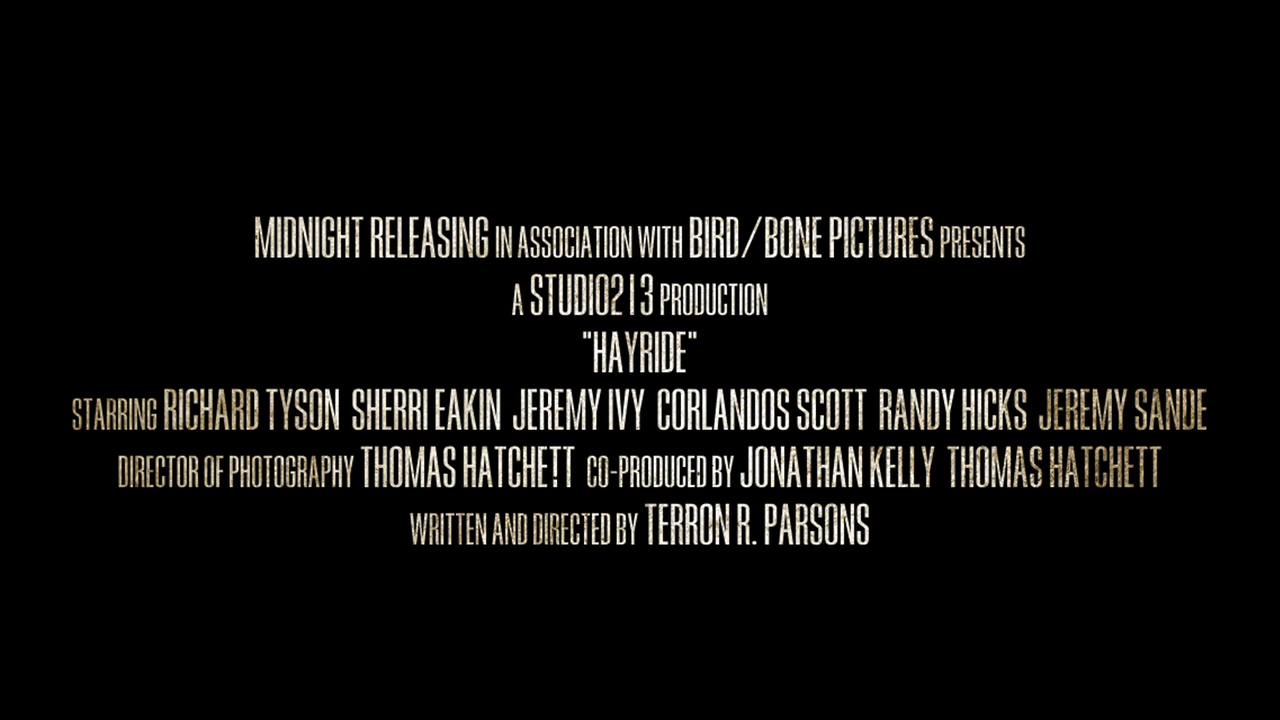 MIDNIGHT RELEASING IN ASSOCIATION WITH BIRD/BONE PICTURES PRESENTS
A STUDIO213 PRODUCTION
"HAYRIDE"
STARRING RICHARD TYSON SHERRI EAKIN JEREMY IVY CORLANDOS SCOTT RANDY HICKS JEREMY SANDE
DIRECTOR OF PHOTOGRAPHY THOMAS HATCHETT CO-PRODUCED BY JONATHAN KELLY THOMAS HATCHETT
WRITTEN AND DIRECTED BY TERRON R. PARSONS